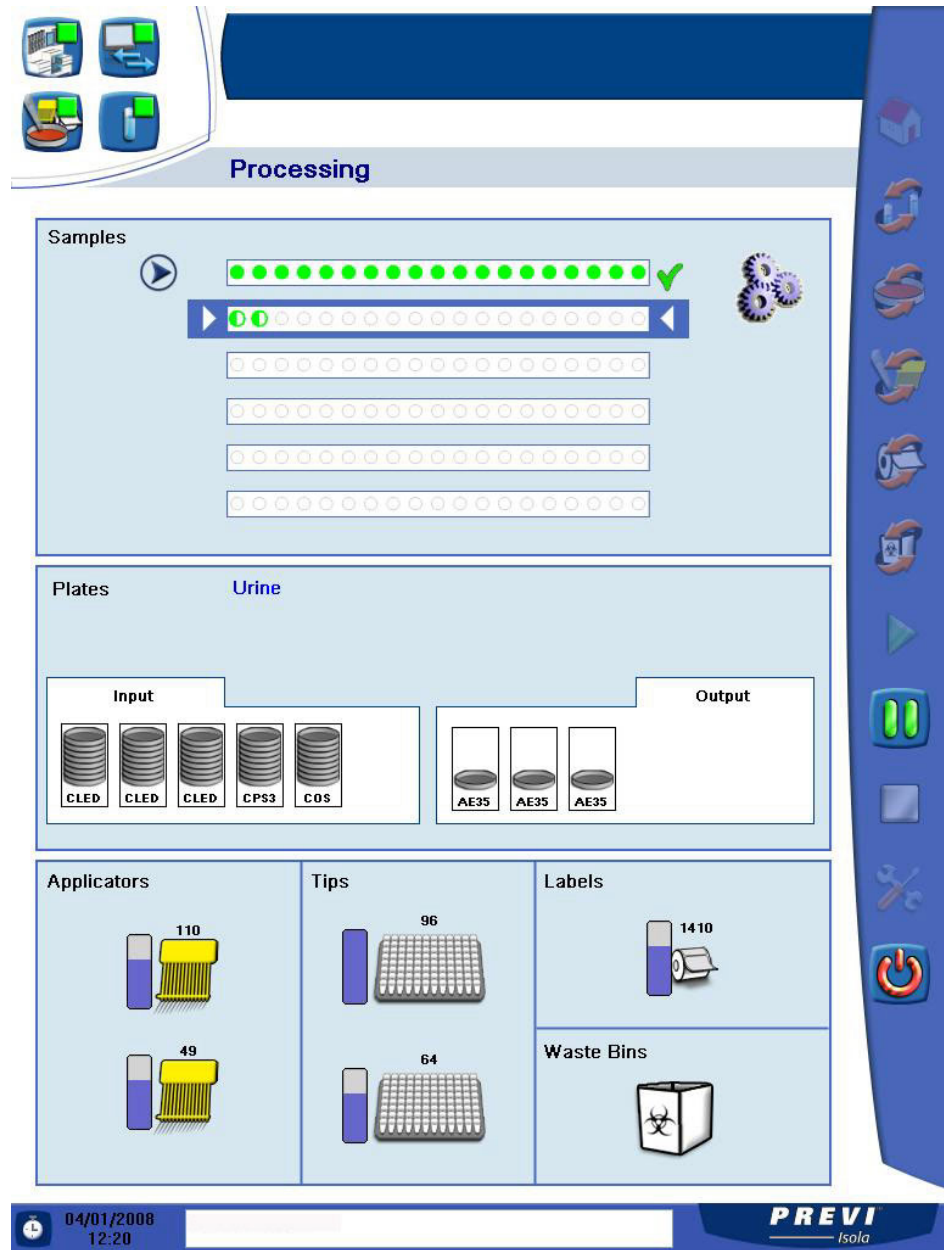 Processing
Samples
Plates
Urine
Input
Output
CLED
CLED
CLED
CPS3
COS
AE35
AE35
AE35
Applicators
110
49
Tips
96
64
Labels
1410
Waste Bins
04/01/2008
12:20
PREVI
Isola